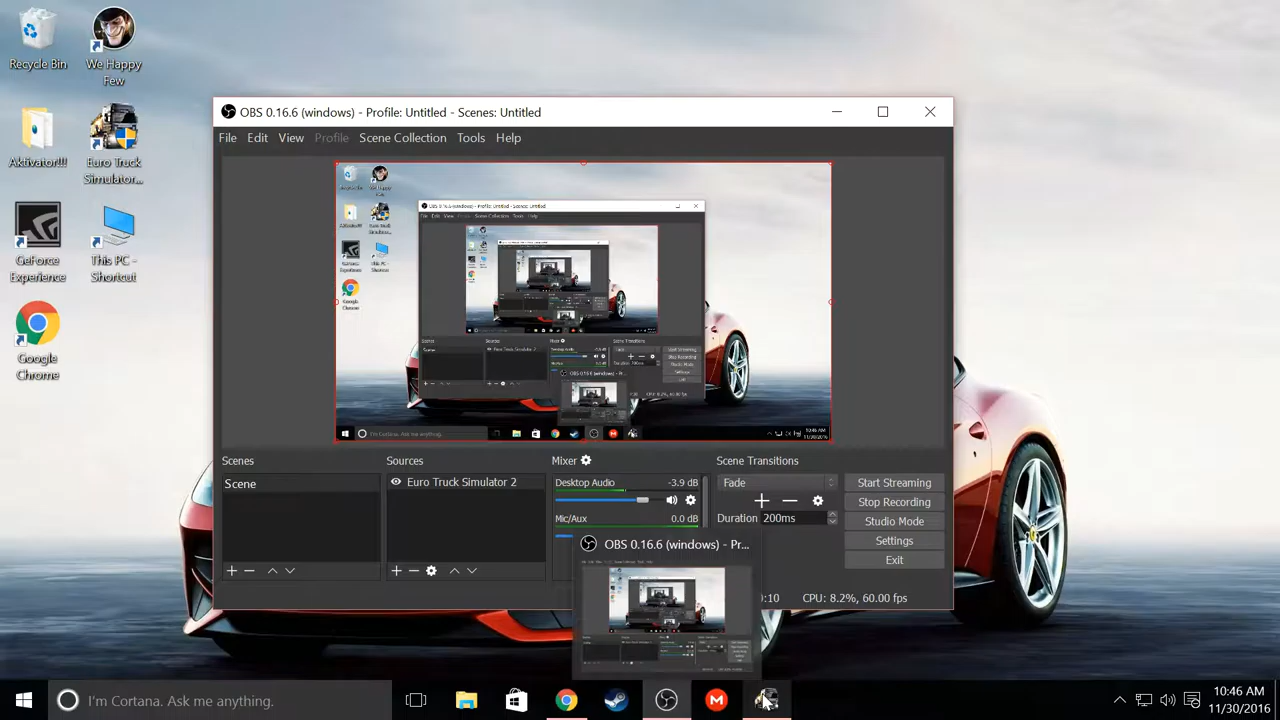 Recycle Bin
We Happy
Few
Aktivator!!!
Euro Truck
Simulator...
GeForce
Experience
This PC -
Shortcut
Google
Chrome
OBS 0.16.6 (windows) - Profile: Untitled - Scenes: Untitled
File Edit View Profile Scene Collection Tools Help
Scenes
Scene
Sources
Euro Truck Simulator 2
Mixer
Desktop Audio -3.9 dB
Mic/Aux 0.0 dB
Scene Transitions
Fade
Duration 200ms
Start Streaming
Stop Recording
Studio Mode
Settings
Exit
OBS 0.16.6 (windows) - Pr...
:10 CPU: 8.2%, 60.00 fps
I'm Cortana. Ask me anything.
10:46 AM
11/30/2016